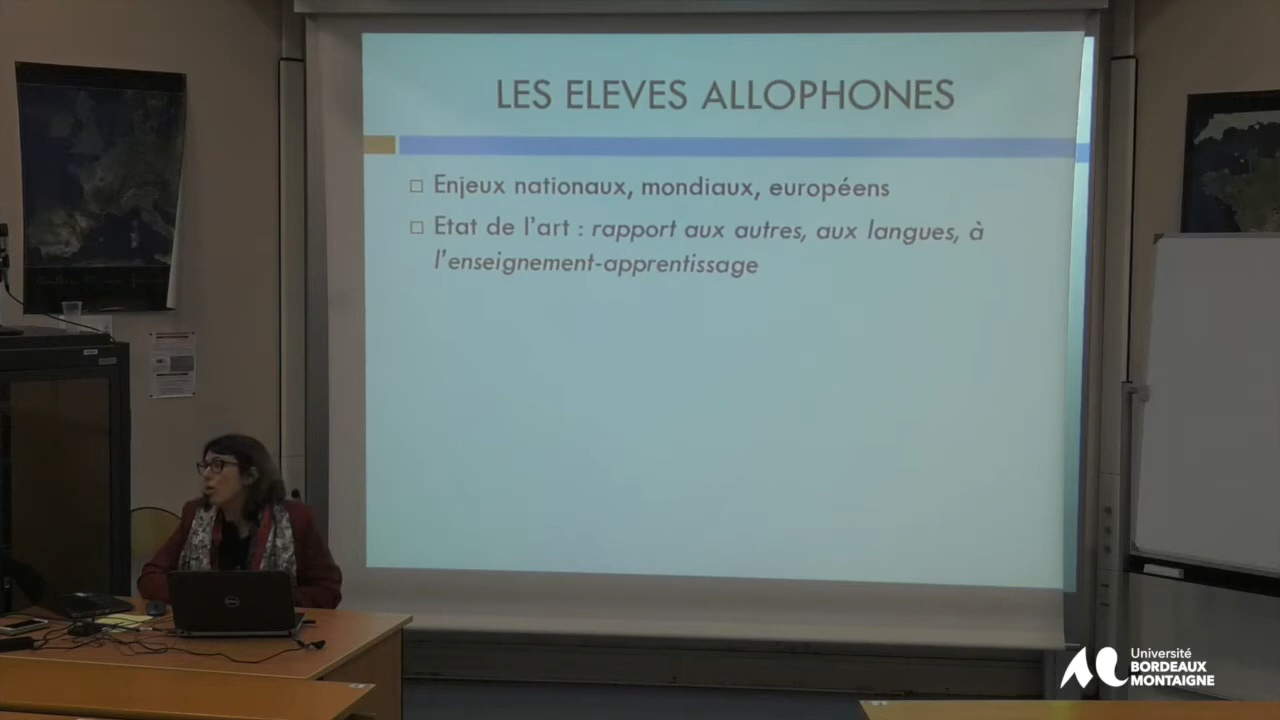 LES ELEVES ALLOPHONES
Enjeux nationaux, mondiaux, européens
Etat de l'art : rapport aux autres, aux langues, à
l'enseignement-apprentissage
Université
BORDEAUX
MONTAIGNE